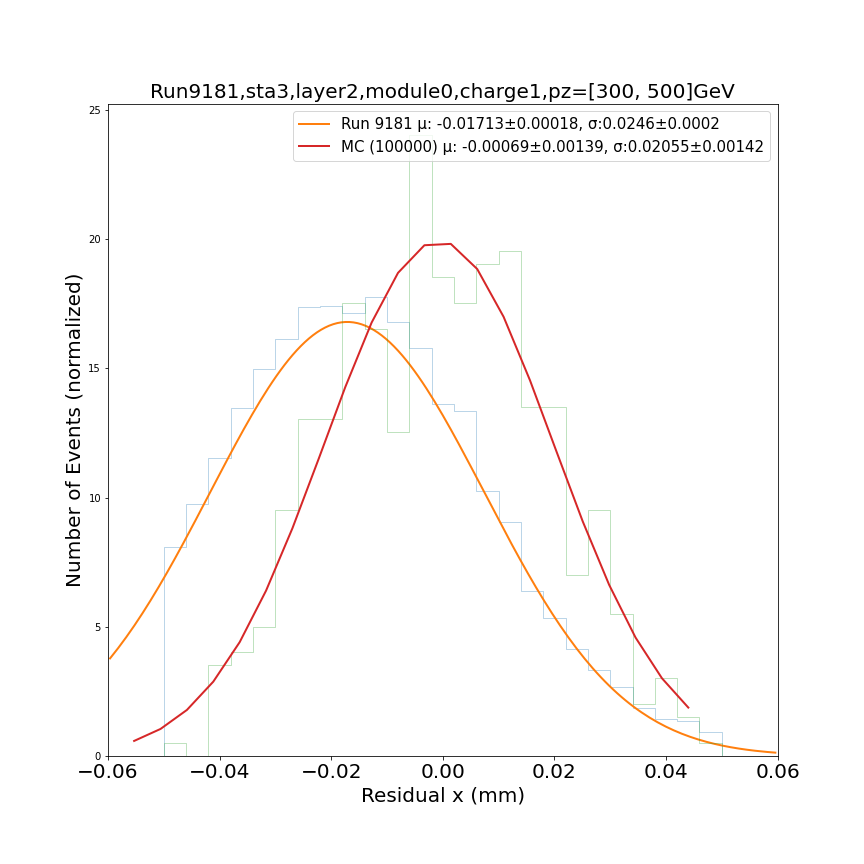 Run9181,sta3,layer2,module0,charge1,pz=[300, 500]GeV
Run 9181 μ: -0.01713±0.00018, σ:0.0246±0.0002
MC (100000) μ: -0.00069±0.00139, σ:0.02055±0.00142
Number of Events (normalized)
25
20
15
10
5
0
−0.06 −0.04 −0.02 0.00 0.02 0.04 0.06
Residual x (mm)